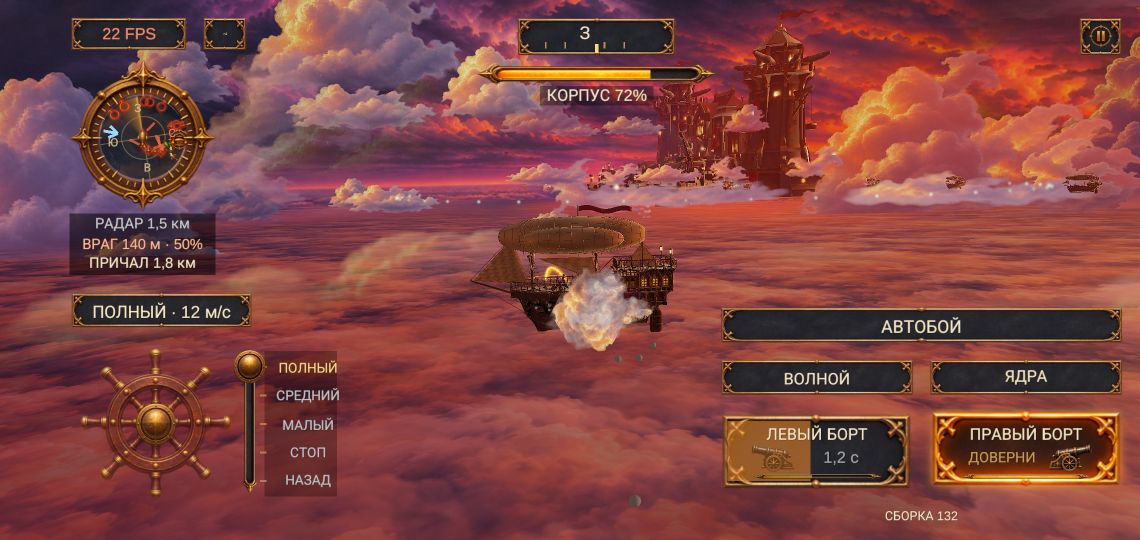 22 FPS
З
КОРПУС 72%
З
Ю
В
РАДАР 1,5 км
ВРАГ 140 м · 50%
ПРИЧАЛ 1,8 км
ПОЛНЫЙ · 12 м/с
ПОЛНЫЙ
СРЕДНИЙ
МАЛЫЙ
СТОП
НАЗАД
АВТОБОЙ
ВОЛНОЙ
ЯДРА
ЛЕВЫЙ БОРТ
1,2 с
ПРАВЫЙ БОРТ
ДОВЕРНИ
СБОРКА 132